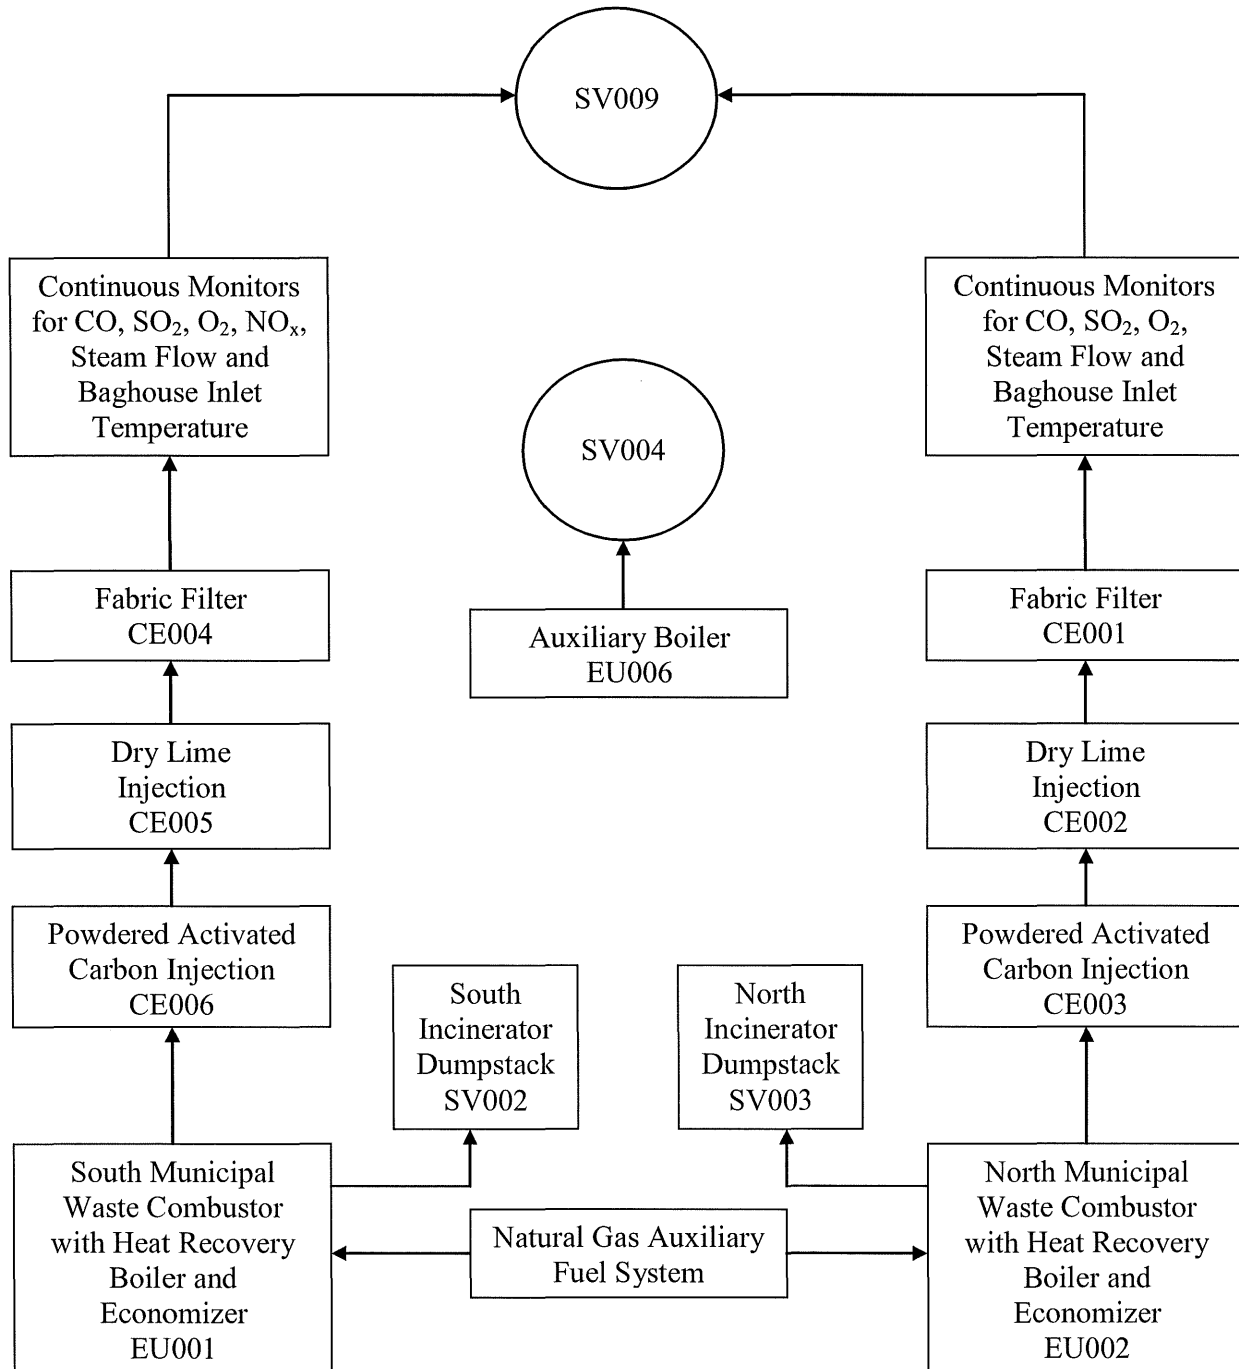 SV009
Continuous Monitors
for CO, SO₂, O₂, NOₓ,
Steam Flow and
Baghouse Inlet
Temperature
Continuous Monitors
for CO, SO₂, O₂,
Steam Flow and
Baghouse Inlet
Temperature
SV004
Fabric Filter
CE004
Auxiliary Boiler
EU006
Fabric Filter
CE001
Dry Lime
Injection
CE005
Dry Lime
Injection
CE002
Powdered Activated
Carbon Injection
CE006
South
Incinerator
Dumpstack
SV002
North
Incinerator
Dumpstack
SV003
Powdered Activated
Carbon Injection
CE003
South Municipal
Waste Combustor
with Heat Recovery
Boiler and
Economizer
EU001
Natural Gas Auxiliary
Fuel System
North Municipal
Waste Combustor
with Heat Recovery
Boiler and
Economizer
EU002